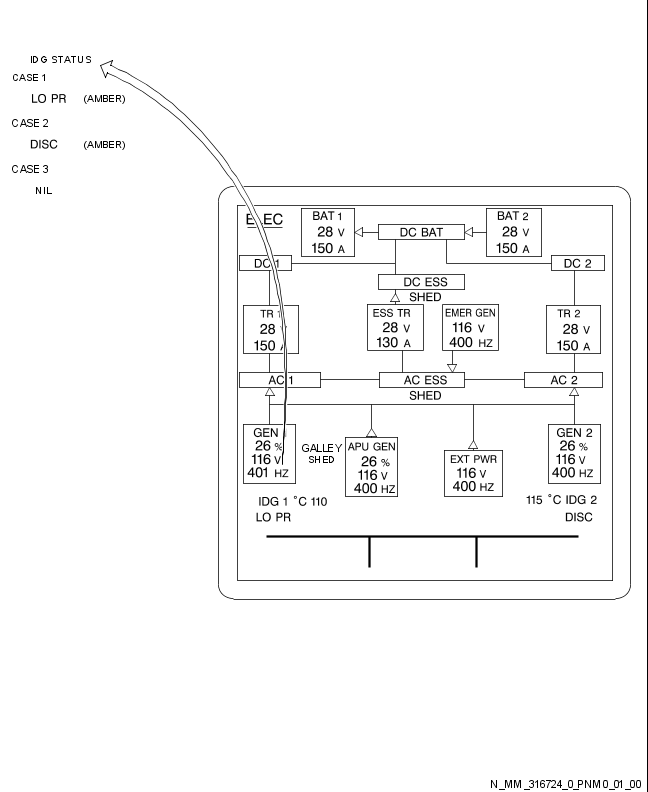 IDG STATUS
CASE 1
LO PR (AMBER)
CASE 2
DISC (AMBER)
CASE 3
NIL
ELEC
BAT 1
28 V
150 A
DC BAT
BAT 2
28 V
150 A
DC 1
DC 2
DC ESS
SHED
TR 1
28 V
150 A
ESS TR
28 V
130 A
EMER GEN
116 V
400 HZ
TR 2
28 V
150 A
AC 1
AC ESS
AC 2
SHED
GEN
26 %
116 V
401 HZ
GALLEY
SHED
APU GEN
26 %
116 V
400 HZ
EXT PWR
116 V
400 HZ
GEN 2
26 %
116 V
400 HZ
IDG 1 °C 110
LO PR
115 °C IDG 2
DISC
N_MM_316724_0_PNM0_01_00